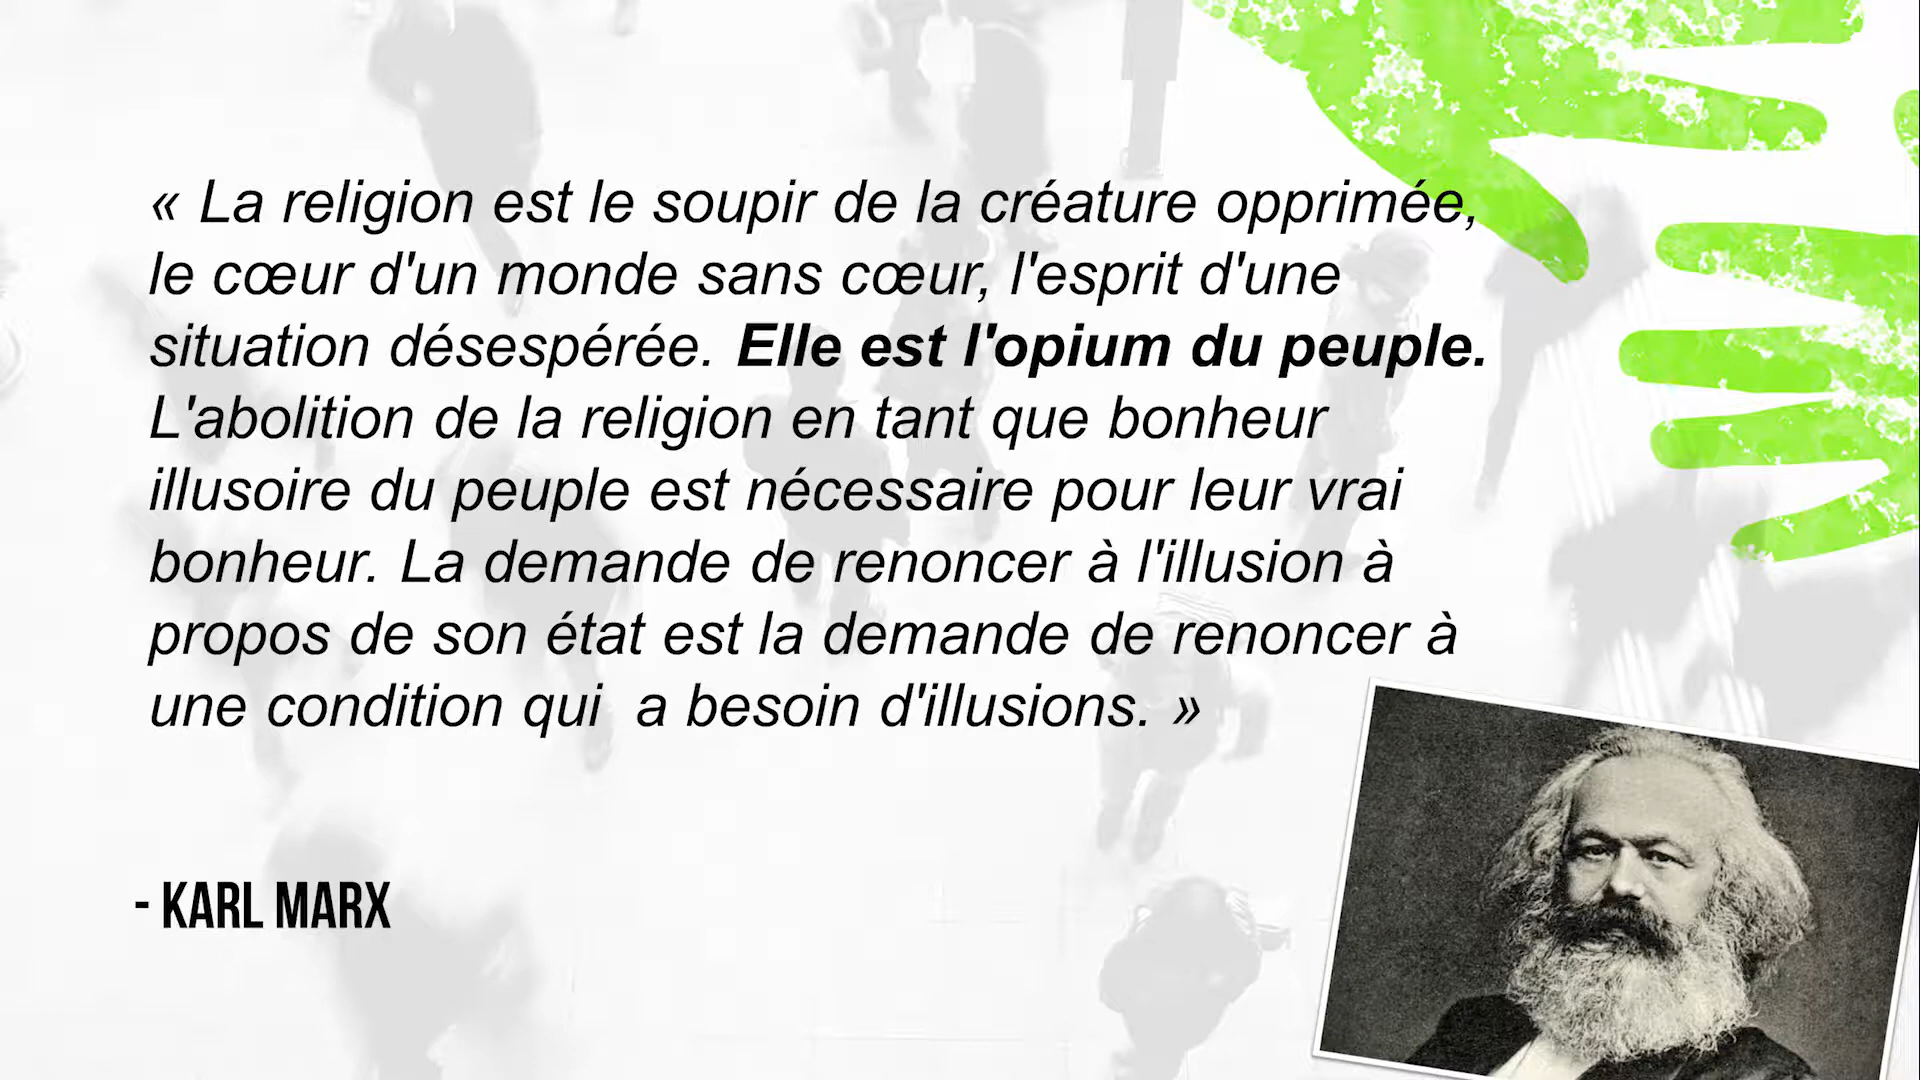 « La religion est le soupir de la créature opprimée,
le cœur d'un monde sans cœur, l'esprit d'une
situation désespérée. Elle est l'opium du peuple.
L'abolition de la religion en tant que bonheur
illusoire du peuple est nécessaire pour leur vrai
bonheur. La demande de renoncer à l'illusion à
propos de son état est la demande de renoncer à
une condition qui  a besoin d'illusions. »
- KARL MARX